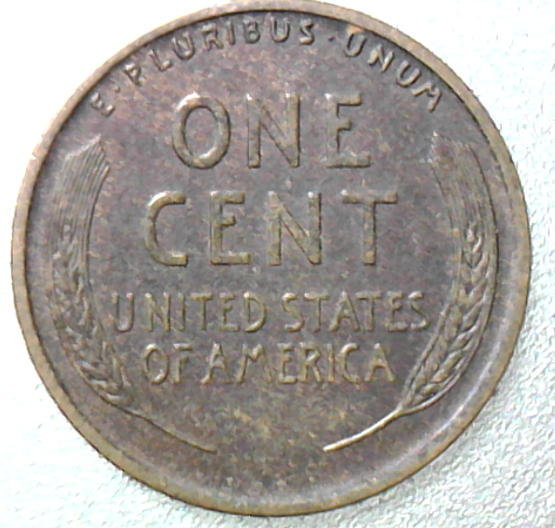 E·PLURIBUS·UNUM
ONE
CENT
UNITED STATES
OF AMERICA